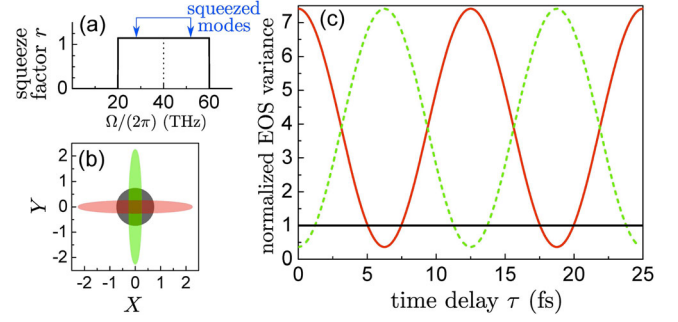 (a)
squeezed
modes
squeeze
factor r
1
0
20 40 60
Ω/(2π) (THz)
(b)
Y
2
1
0
-1
-2
-2 -1 0 1 2
X
(c)
normalized EOS variance
7
6
5
4
3
2
1
0
0 5 10 15 20 25
time delay τ (fs)